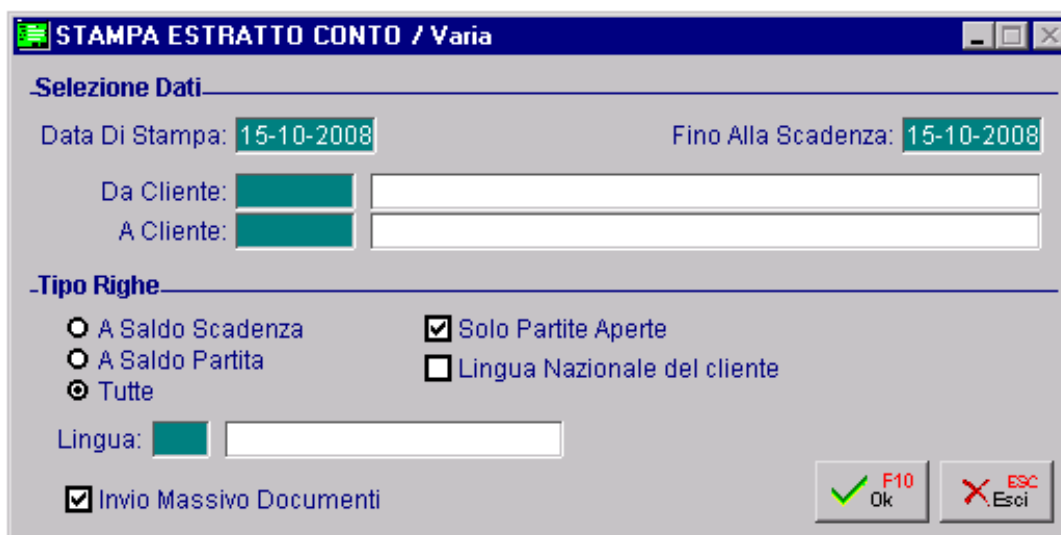 STAMPA ESTRATTO CONTO / Varia
Selezione Dati
Data Di Stampa: 15-10-2008 Fino Alla Scadenza: 15-10-2008
Da Cliente:
A Cliente:
Tipo Righe
A Saldo Scadenza Solo Partite Aperte
A Saldo Partita Lingua Nazionale del cliente
Tutte
Lingua:
Invio Massivo Documenti
F10 Ok ESC Esci